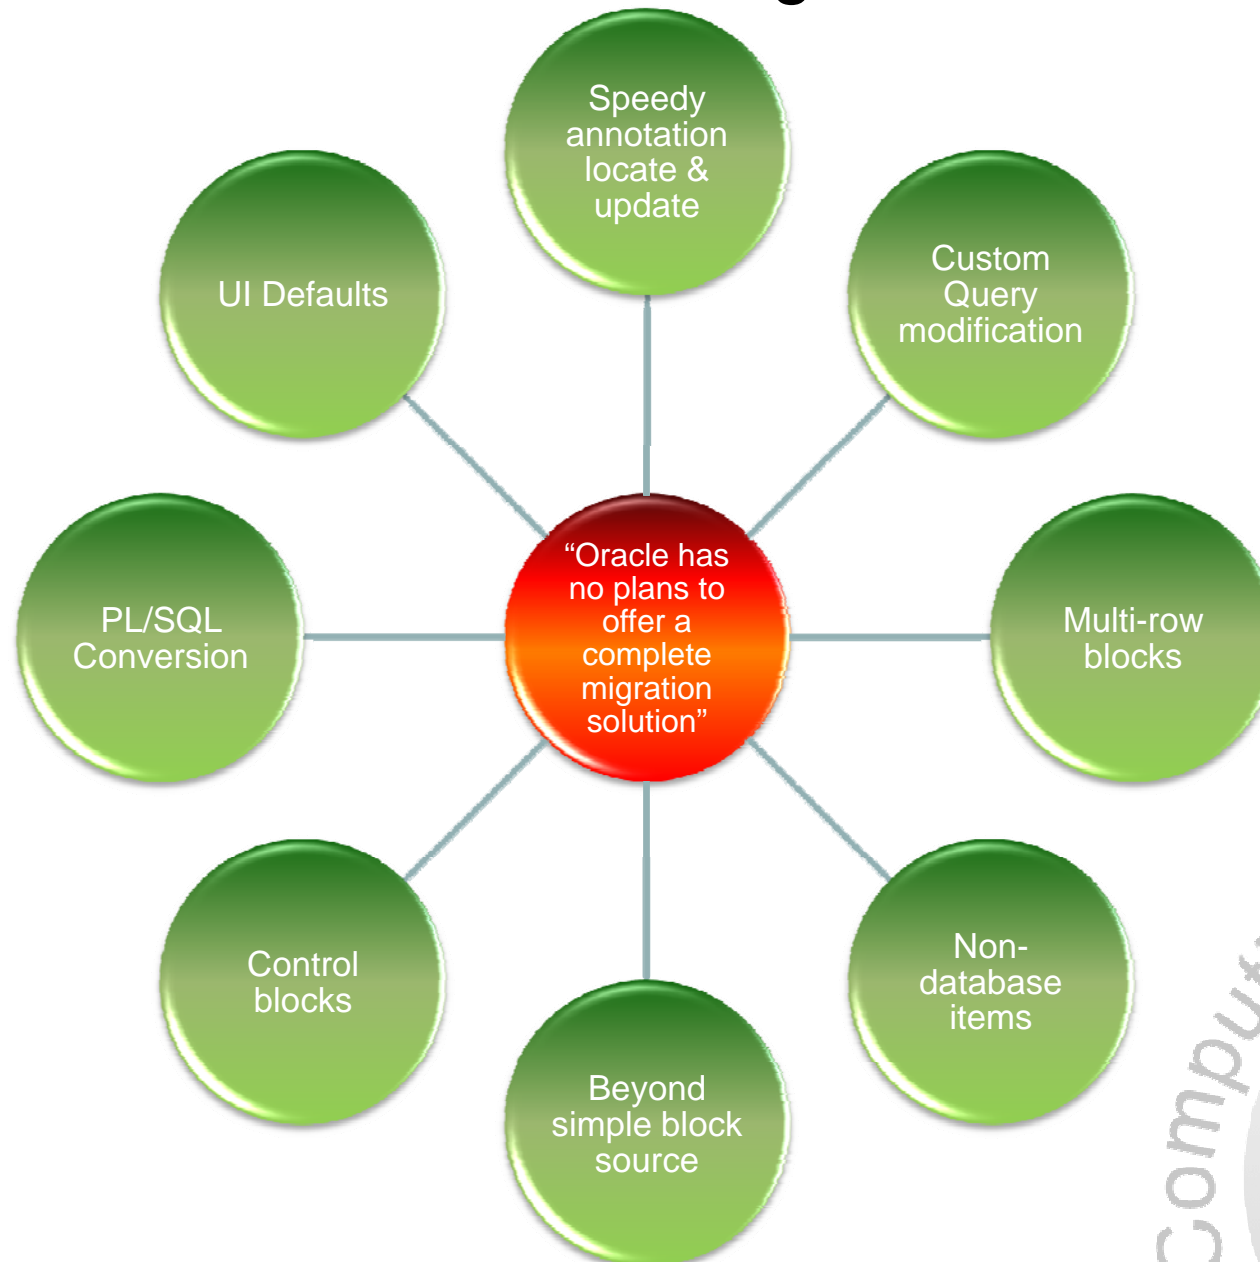 Speedy
annotation
locate &
update
Custom
Query
modification
Multi-row
blocks
Non-
database
items
Beyond
simple block
source
Control
blocks
PL/SQL
Conversion
UI Defaults
“Oracle has
no plans to
offer a
complete
migration
solution”